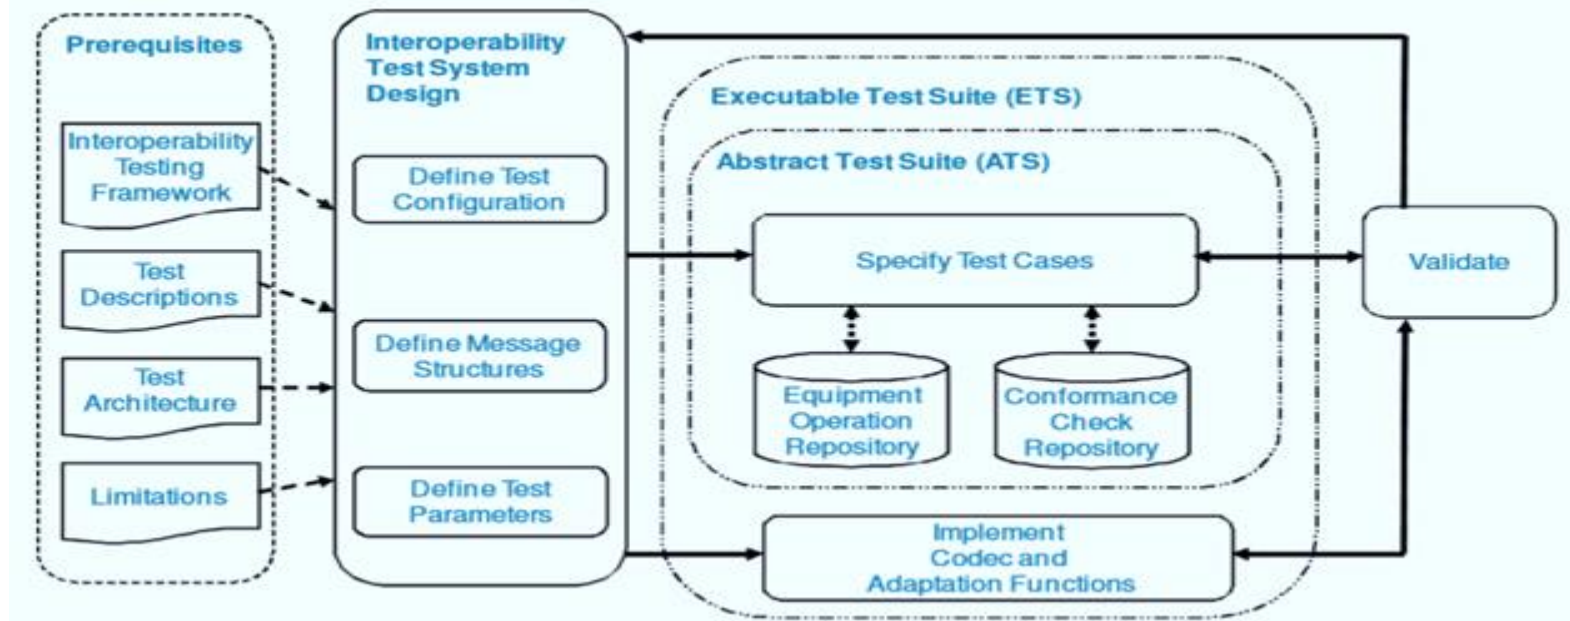 Prerequisites
Interoperability
Testing
Framework
Test
Descriptions
Test
Architecture
Limitations
Interoperability
Test System
Design
Define Test
Configuration
Define Message
Structures
Define Test
Parameters
Executable Test Suite (ETS)
Abstract Test Suite (ATS)
Specify Test Cases
Equipment
Operation
Repository
Conformance
Check
Repository
Implement
Codec and
Adaptation Functions
Validate